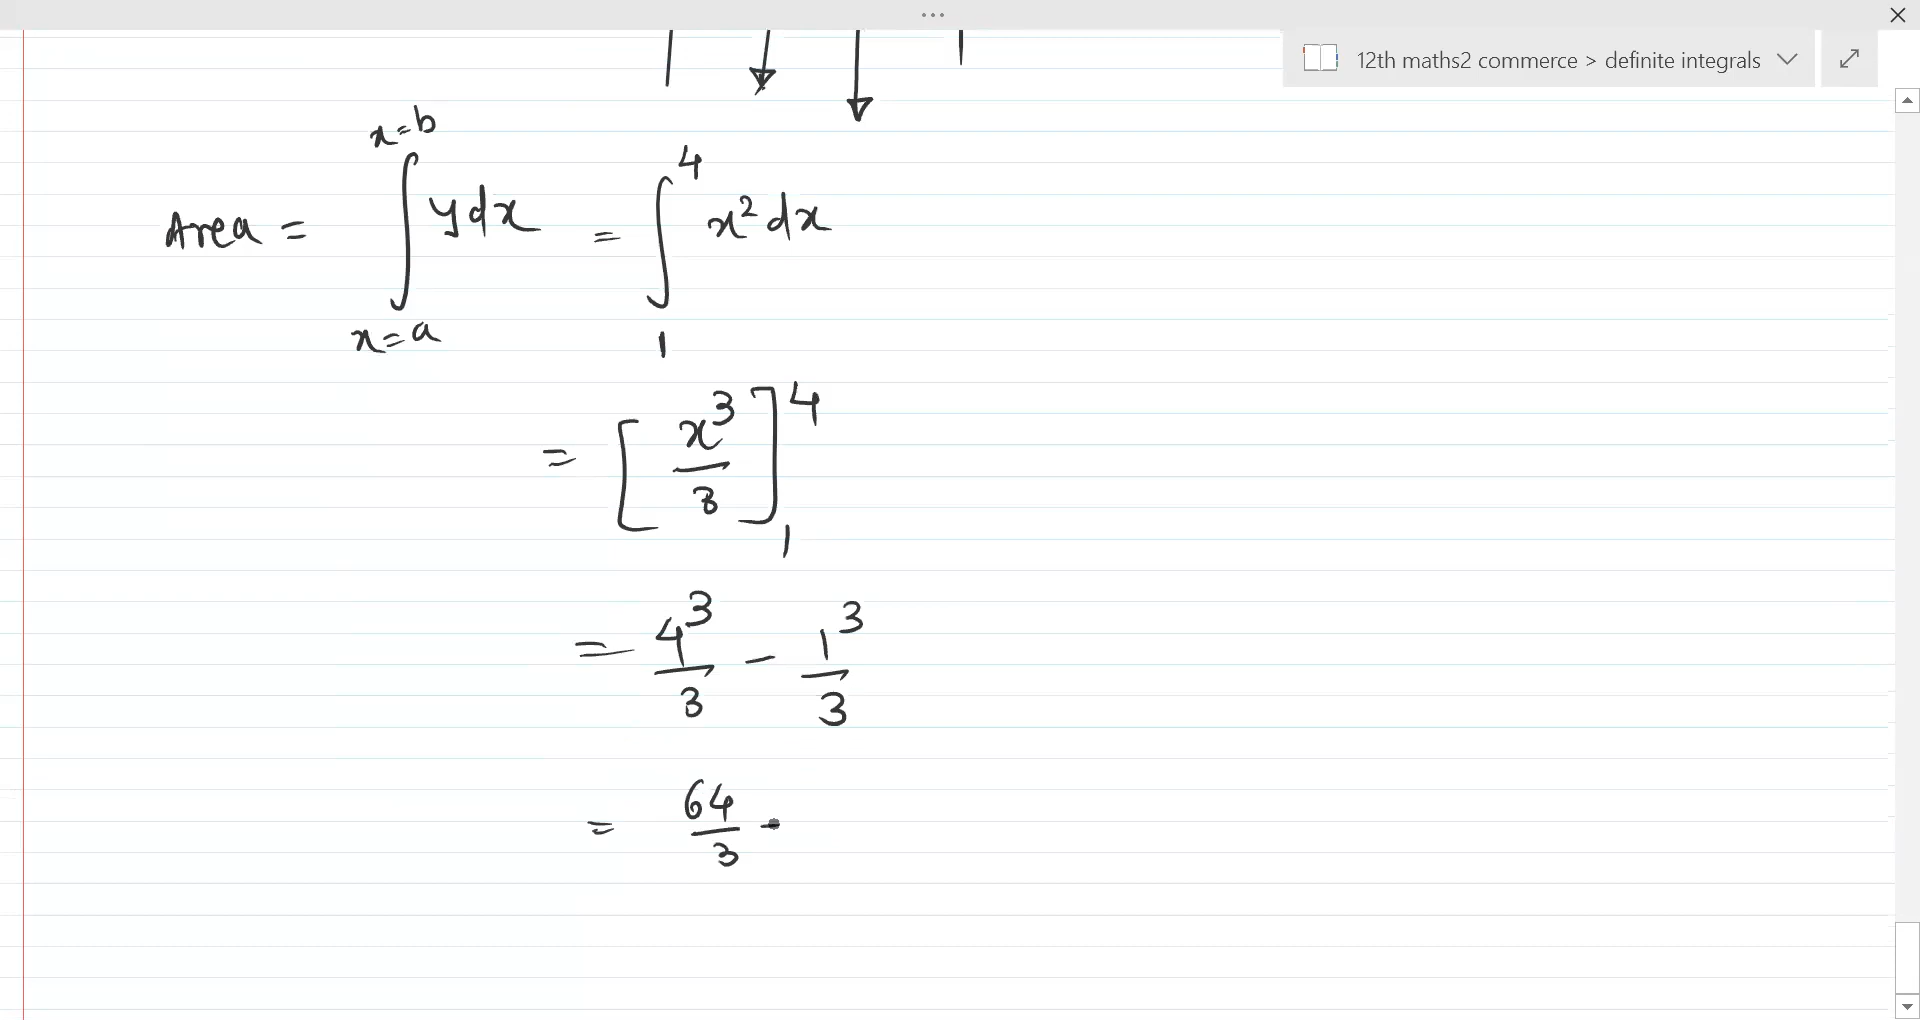 12th maths2 commerce > definite integrals
Area = ∫_{x=a}^{x=b} y dx = ∫_1^4 x² dx
= [x³/3]_1^4
= 4³/3 - 1³/3
= 64/3 -